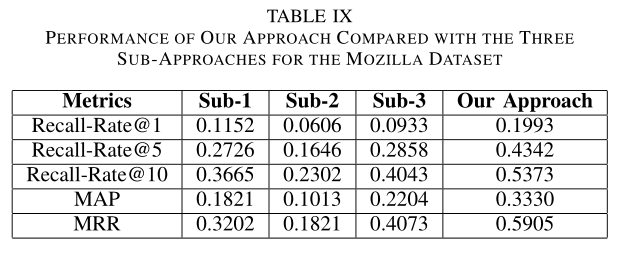 TABLE IX
PERFORMANCE OF OUR APPROACH COMPARED WITH THE THREE
SUB-APPROACHES FOR THE MOZILLA DATASET
Metrics Sub-1 Sub-2 Sub-3 Our Approach
Recall-Rate@1 0.1152 0.0606 0.0933 0.1993
Recall-Rate@5 0.2726 0.1646 0.2858 0.4342
Recall-Rate@10 0.3665 0.2302 0.4043 0.5373
MAP 0.1821 0.1013 0.2204 0.3330
MRR 0.3202 0.1821 0.4073 0.5905